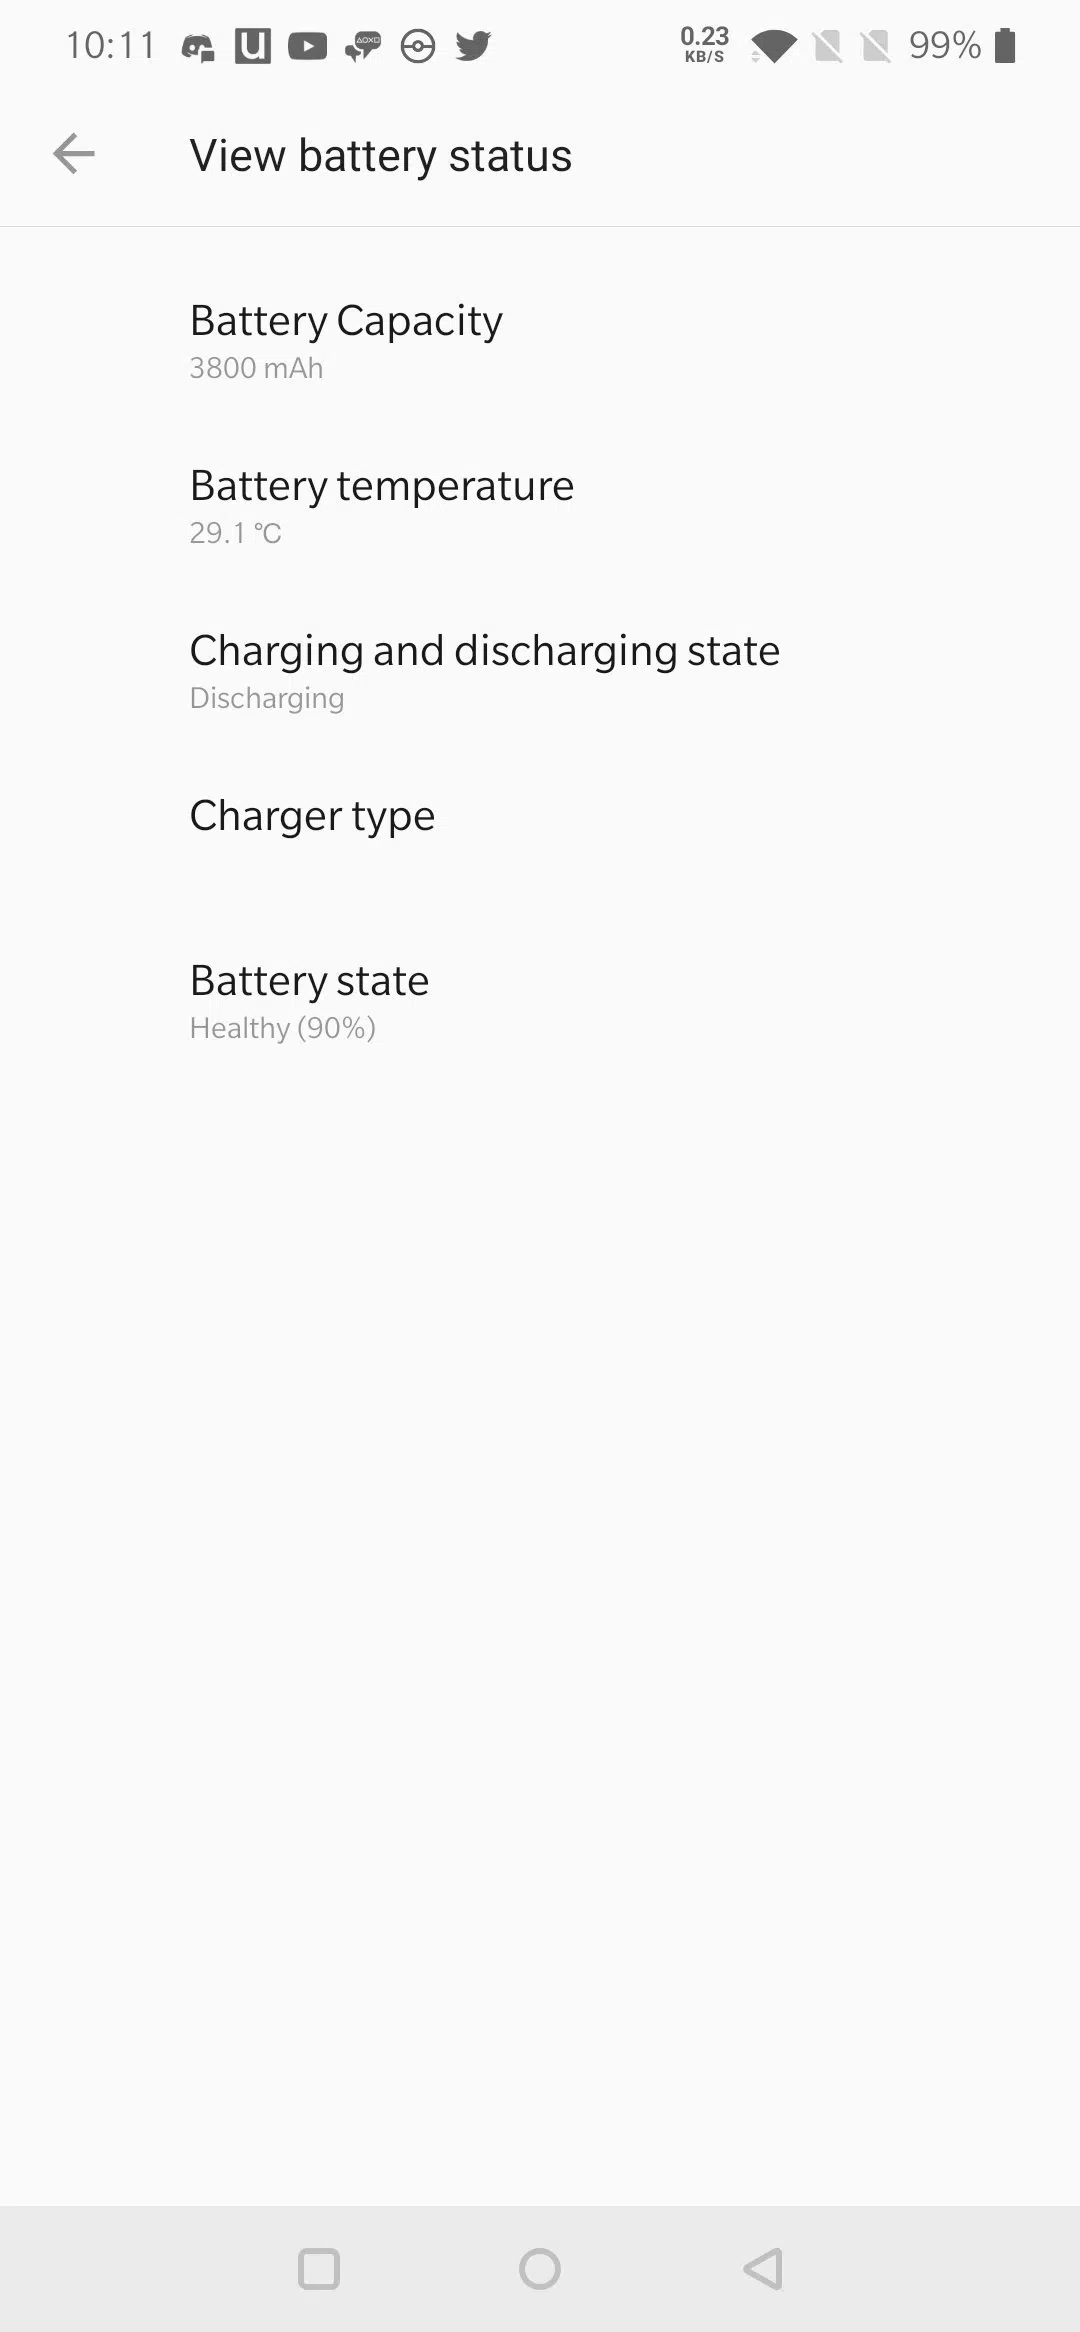 10:11 0.23 KB/S 99%
View battery status
Battery Capacity
3800 mAh
Battery temperature
29.1 ℃
Charging and discharging state
Discharging
Charger type
Battery state
Healthy (90%)